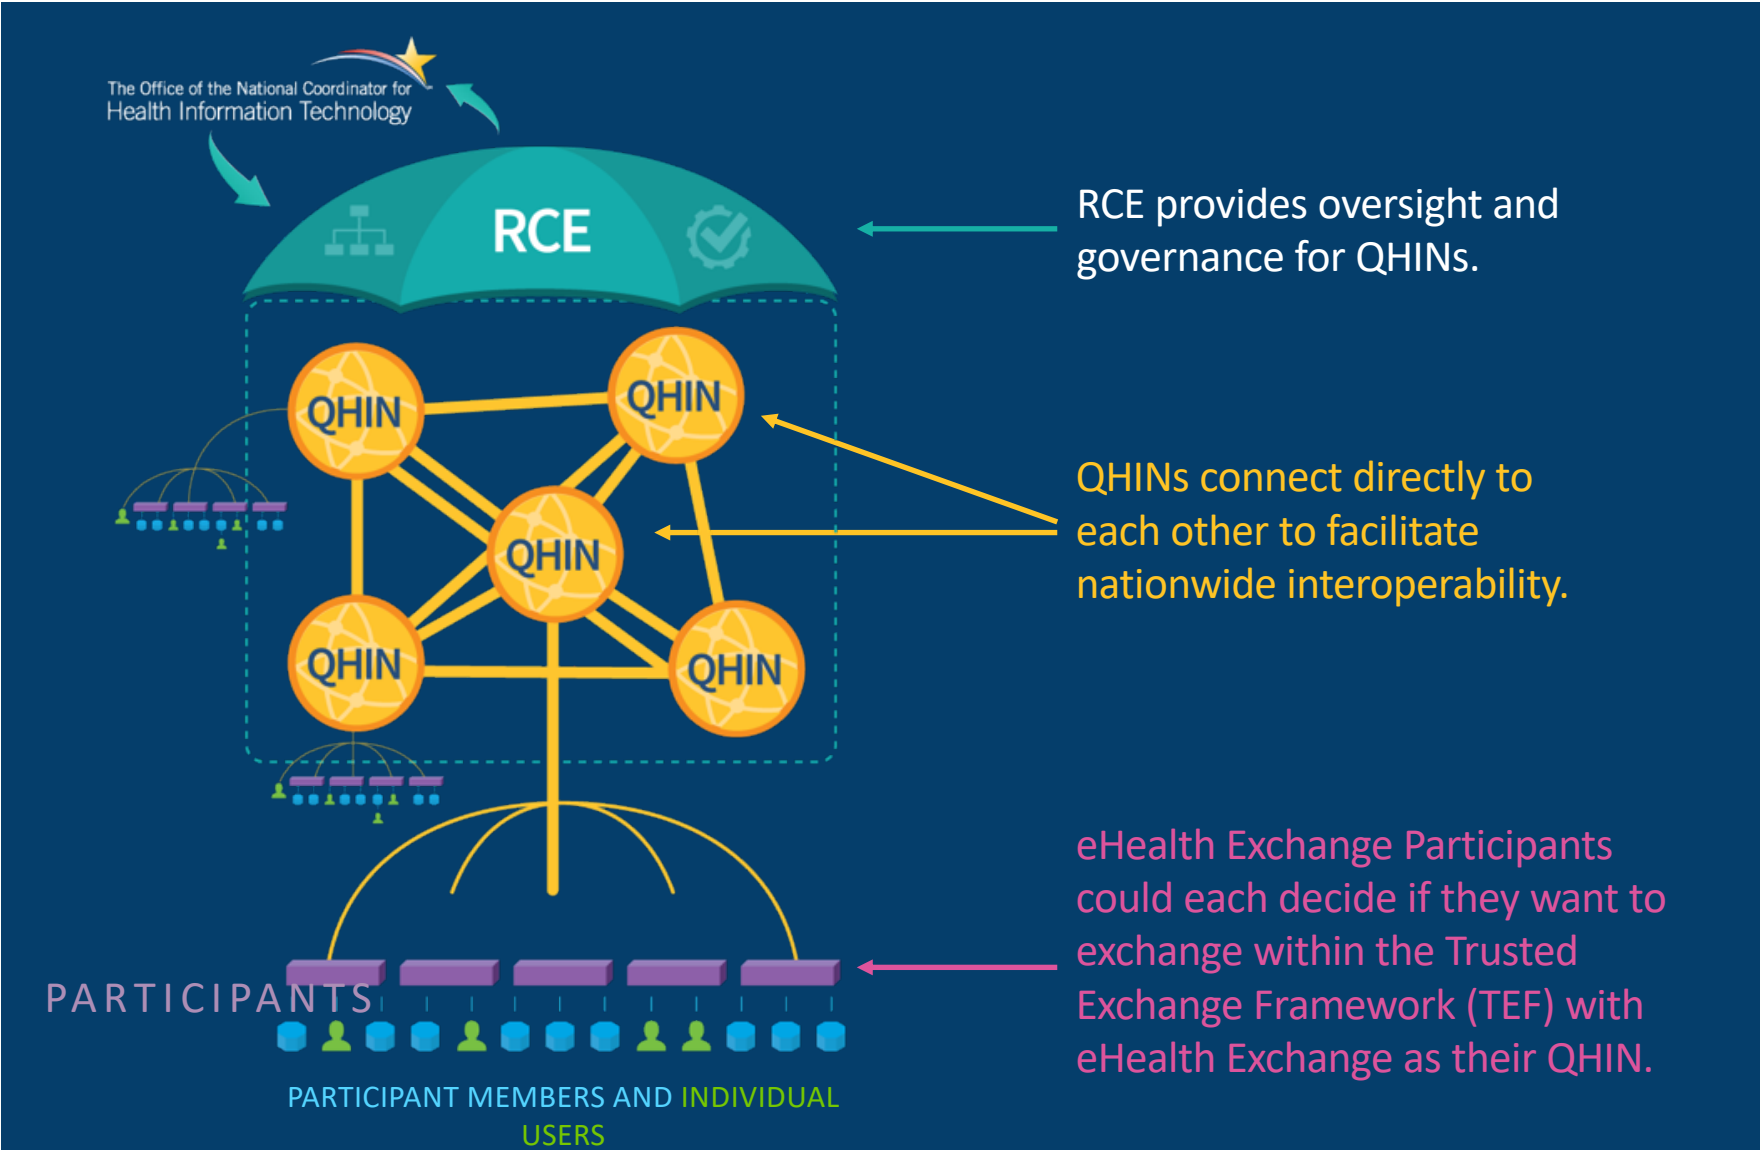 The Office of the National Coordinator for
Health Information Technology
RCE
RCE provides oversight and
governance for QHINs.
QHIN
QHIN
QHIN
QHIN
QHIN
QHINs connect directly to
each other to facilitate
nationwide interoperability.
eHealth Exchange Participants
could each decide if they want to
exchange within the Trusted
Exchange Framework (TEF) with
eHealth Exchange as their QHIN.
PARTICIPANTS
PARTICIPANT MEMBERS AND INDIVIDUAL
USERS